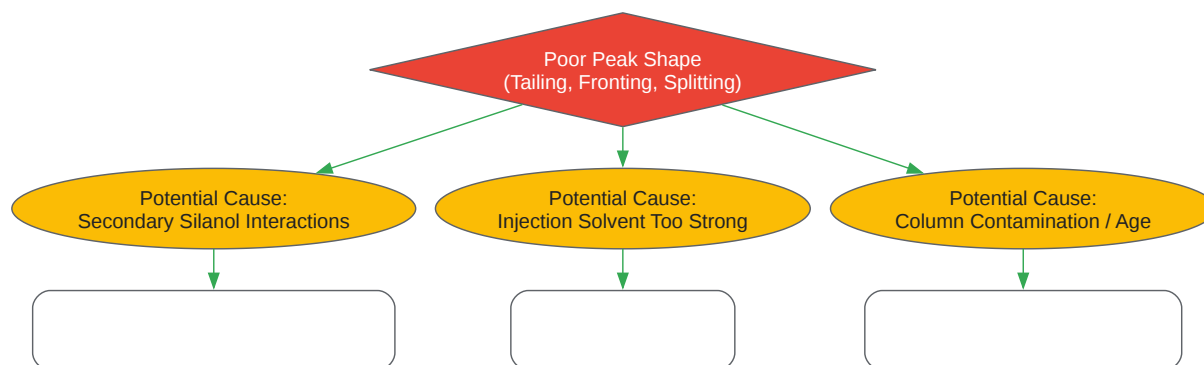 Poor Peak Shape
(Tailing, Fronting, Splitting)
Potential Cause:
Secondary Silanol Interactions
Potential Cause:
Injection Solvent Too Strong
Potential Cause:
Column Contamination / Age